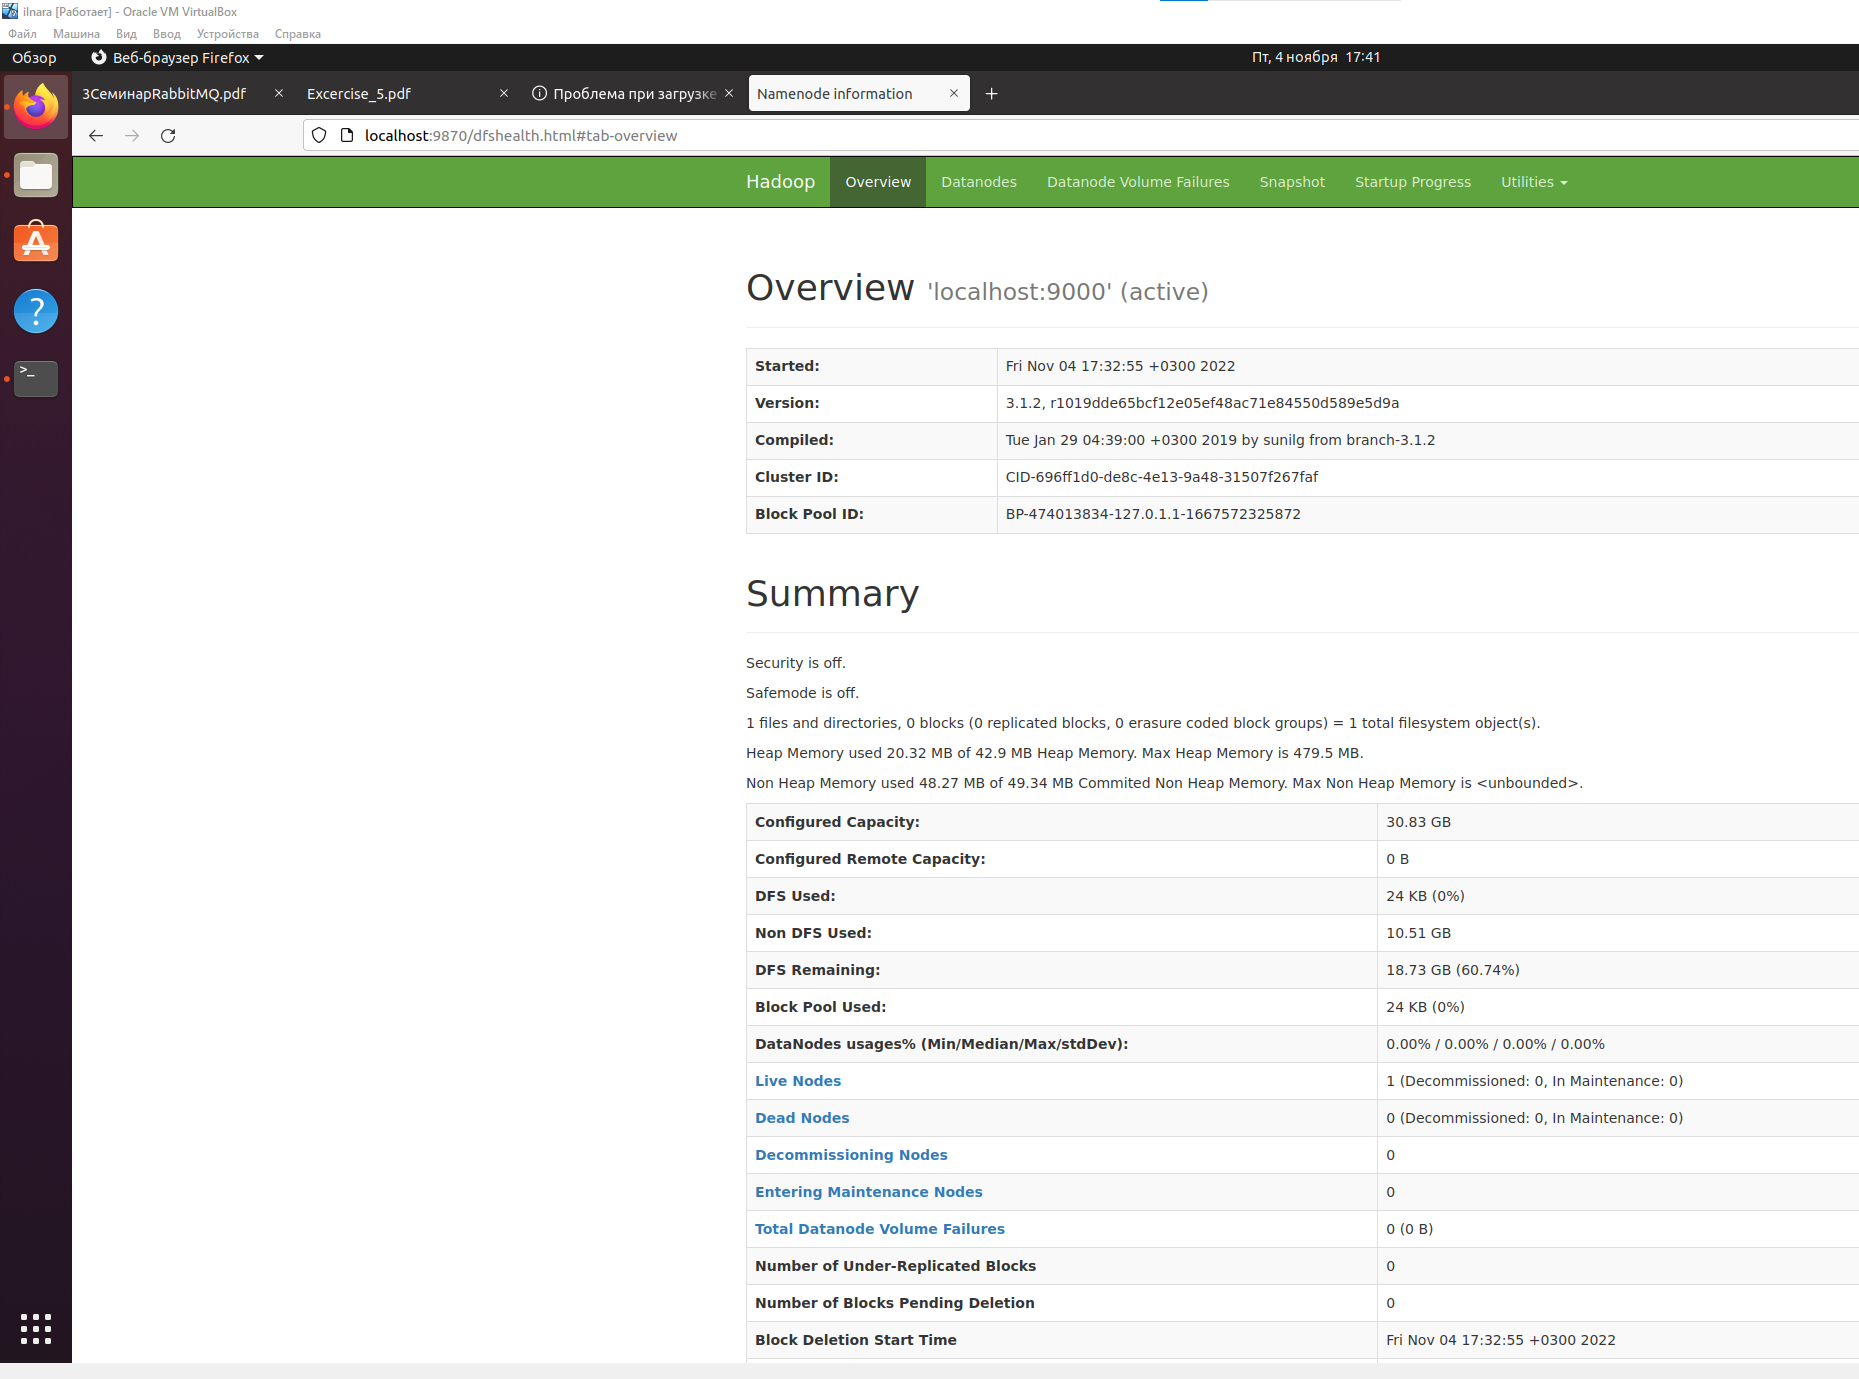 ilnara [Работает] - Oracle VM VirtualBox
Файл Машина Вид Ввод Устройства Справка
Обзор Веб-браузер Firefox Пт, 4 ноября 17:41
3СеминарRabbitMQ.pdf Excercise_5.pdf Проблема при загрузке Namenode information
localhost:9870/dfshealth.html#tab-overview
Hadoop Overview Datanodes Datanode Volume Failures Snapshot Startup Progress Utilities
Overview 'localhost:9000' (active)
Started: Fri Nov 04 17:32:55 +0300 2022
Version: 3.1.2, r1019dde65bcf12e05ef48ac71e84550d589e5d9a
Compiled: Tue Jan 29 04:39:00 +0300 2019 by sunilg from branch-3.1.2
Cluster ID: CID-696ff1d0-de8c-4e13-9a48-31507f267faf
Block Pool ID: BP-474013834-127.0.1.1-1667572325872
Summary
Security is off.
Safemode is off.
1 files and directories, 0 blocks (0 replicated blocks, 0 erasure coded block groups) = 1 total filesystem object(s).
Heap Memory used 20.32 MB of 42.9 MB Heap Memory. Max Heap Memory is 479.5 MB.
Non Heap Memory used 48.27 MB of 49.34 MB Commited Non Heap Memory. Max Non Heap Memory is <unbounded>.
Configured Capacity: 30.83 GB
Configured Remote Capacity: 0 B
DFS Used: 24 KB (0%)
Non DFS Used: 10.51 GB
DFS Remaining: 18.73 GB (60.74%)
Block Pool Used: 24 KB (0%)
DataNodes usages% (Min/Median/Max/stdDev): 0.00% / 0.00% / 0.00% / 0.00%
Live Nodes 1 (Decommissioned: 0, In Maintenance: 0)
Dead Nodes 0 (Decommissioned: 0, In Maintenance: 0)
Decommissioning Nodes 0
Entering Maintenance Nodes 0
Total Datanode Volume Failures 0 (0 B)
Number of Under-Replicated Blocks 0
Number of Blocks Pending Deletion 0
Block Deletion Start Time Fri Nov 04 17:32:55 +0300 2022